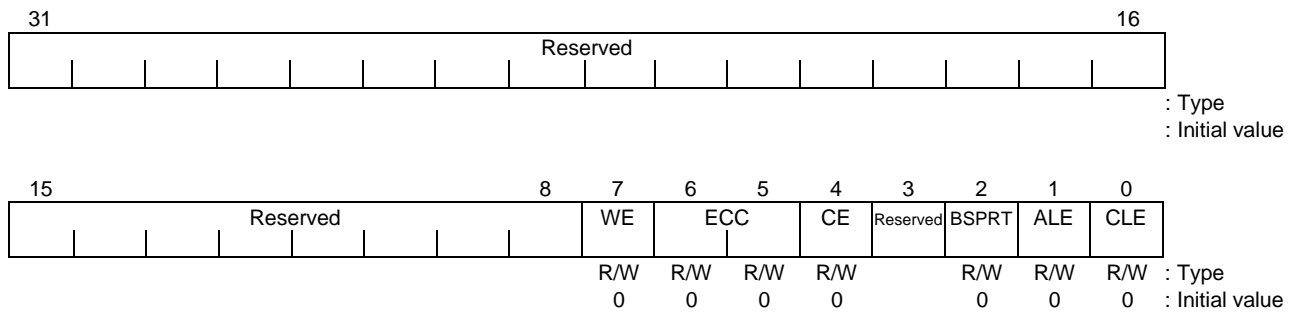 31 16
Reserved
: Type
: Initial value
15 8 7 6 5 4 3 2 1 0
Reserved WE ECC CE Reserved BSPRT ALE CLE
R/W R/W R/W R/W R/W R/W R/W : Type
0 0 0 0 0 0 0 : Initial value